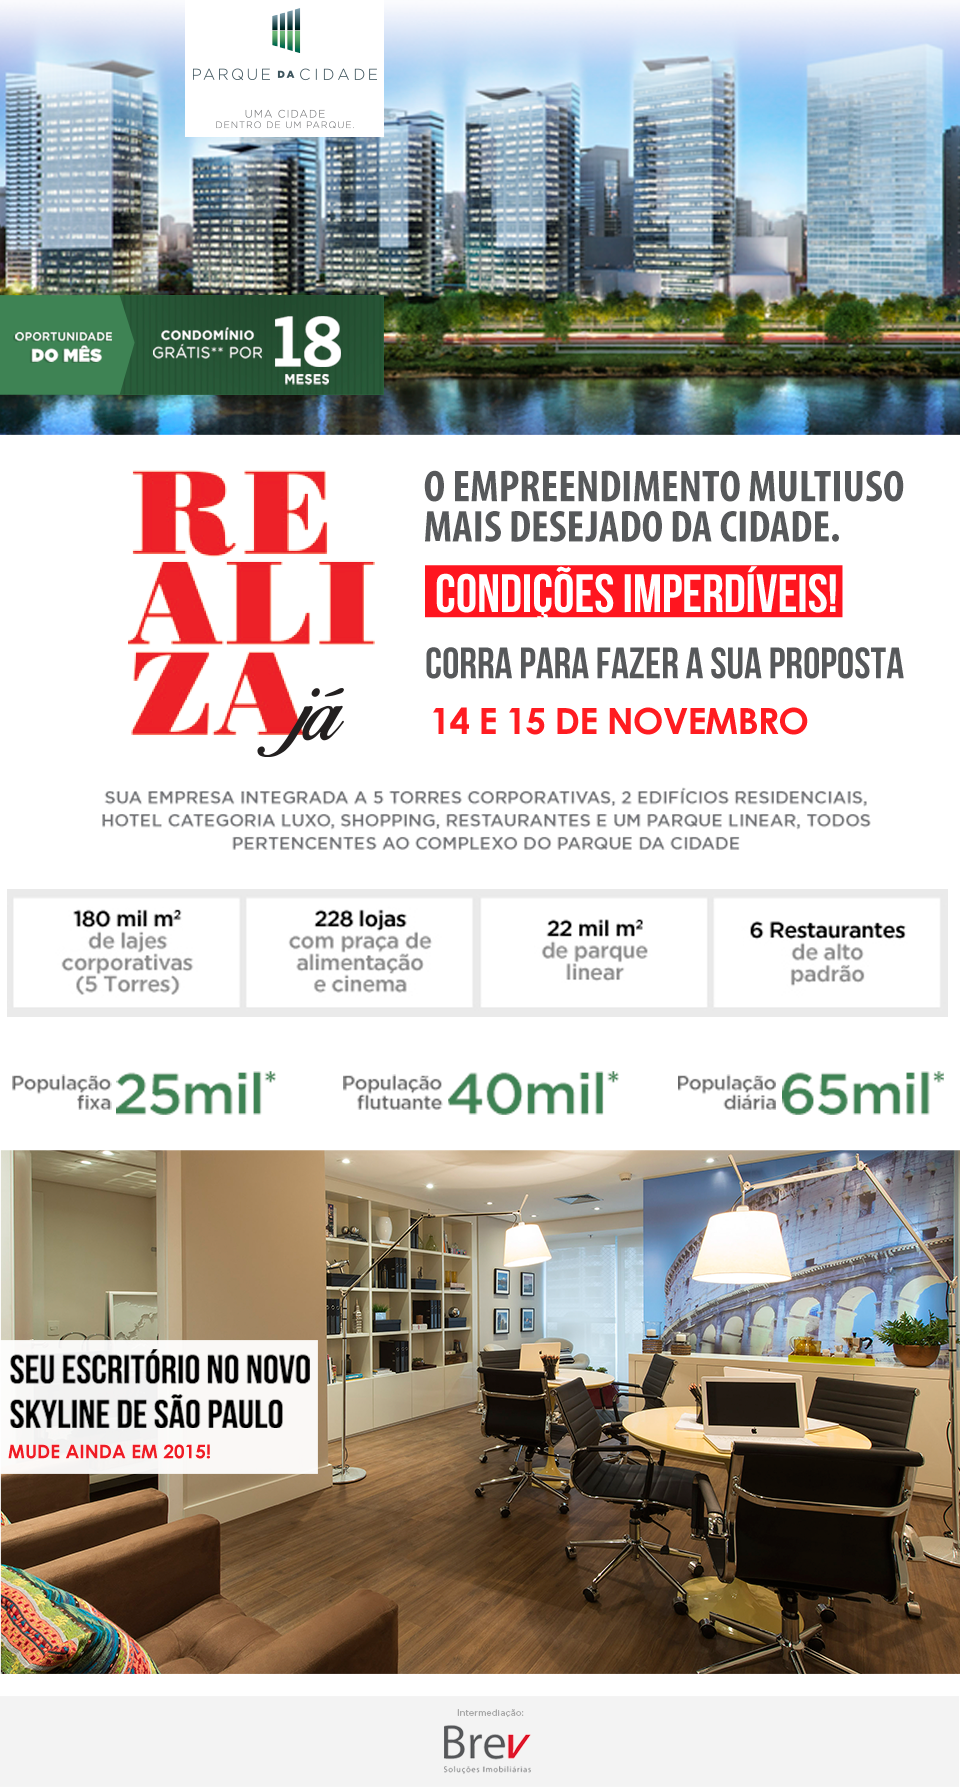 PARQUE DA CIDADE
UMA CIDADE
DENTRO DE UM PARQUE.
OPORTUNIDADE
DO MÊS
CONDOMÍNIO
GRÁTIS** POR
18
MESES
RE
ALI
ZA
já
O EMPREENDIMENTO MULTIUSO
MAIS DESEJADO DA CIDADE.
CONDIÇÕES IMPERDÍVEIS!
CORRA PARA FAZER A SUA PROPOSTA
14 E 15 DE NOVEMBRO
SUA EMPRESA INTEGRADA A 5 TORRES CORPORATIVAS, 2 EDIFÍCIOS RESIDENCIAIS,
HOTEL CATEGORIA LUXO, SHOPPING, RESTAURANTES E UM PARQUE LINEAR, TODOS
PERTENCENTES AO COMPLEXO DO PARQUE DA CIDADE
180 mil m²
de lajes
corporativas
(5 Torres)
228 lojas
com praça de
alimentação
e cinema
22 mil m²
de parque
linear
6 Restaurantes
de alto
padrão
População
fixa
25mil*
População
flutuante
40mil*
População
diária
65mil*
SEU ESCRITÓRIO NO NOVO
SKYLINE DE SÃO PAULO
MUDE AINDA EM 2015!
Intermediação:
Brev
Soluções Imobiliárias